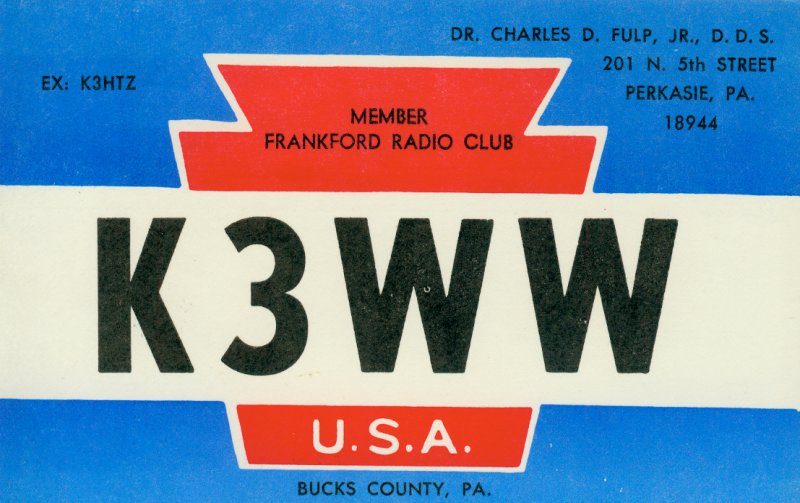 DR. CHARLES D. FULP, JR., D. D. S.
201 N. 5th STREET
PERKASIE, PA.
18944
EX: K3HTZ
MEMBER
FRANKFORD RADIO CLUB
K3WW
U.S.A.
BUCKS COUNTY, PA.